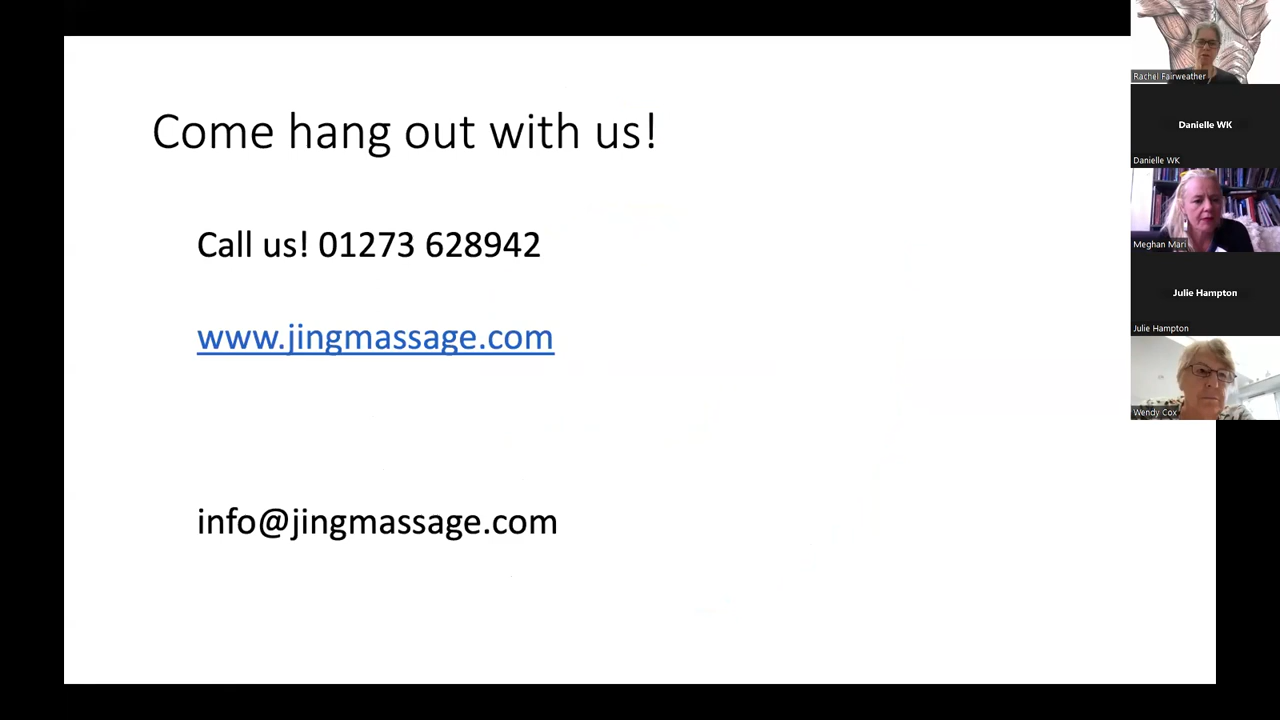 Come hang out with us!
Call us! 01273 628942
www.jingmassage.com
info@jingmassage.com
Rachel Fairweather
Danielle WK
Danielle WK
Meghan Mari
Julie Hampton
Julie Hampton
Wendy Cox